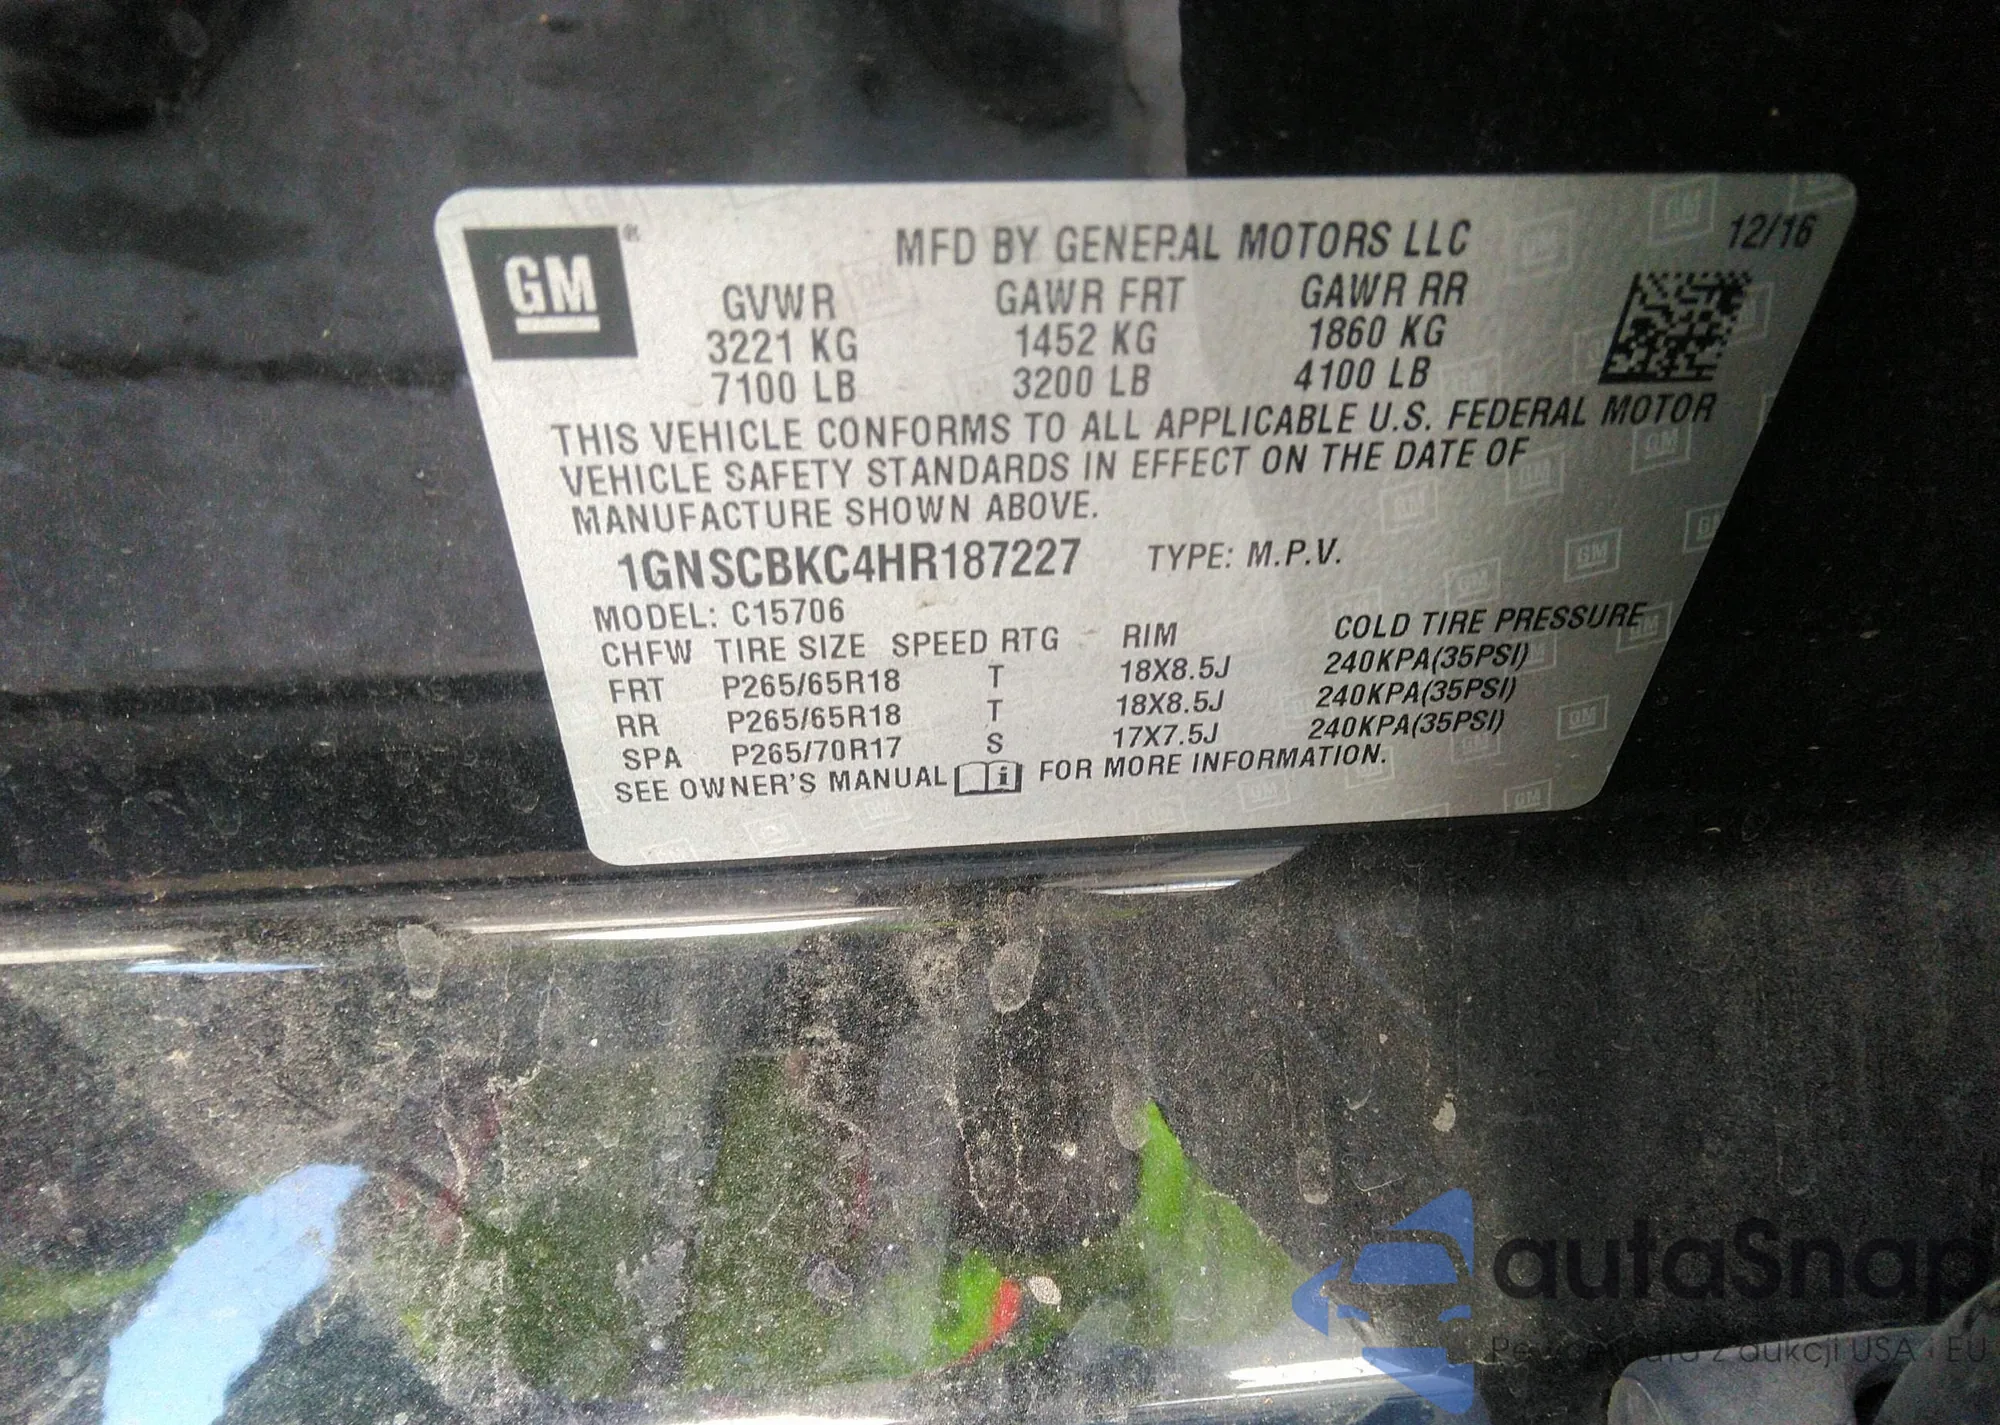 GM®
MFD BY GENERAL MOTORS LLC 12/16
GVWR GAWR FRT GAWR RR
3221 KG 1452 KG 1860 KG
7100 LB 3200 LB 4100 LB
THIS VEHICLE CONFORMS TO ALL APPLICABLE U.S. FEDERAL MOTOR
VEHICLE SAFETY STANDARDS IN EFFECT ON THE DATE OF
MANUFACTURE SHOWN ABOVE.
1GNSCBKC4HR187227 TYPE: M.P.V.
MODEL: C15706
CHFW TIRE SIZE SPEED RTG RIM COLD TIRE PRESSURE
FRT P265/65R18 T 18X8.5J 240KPA(35PSI)
RR P265/65R18 T 18X8.5J 240KPA(35PSI)
SPA P265/70R17 S 17X7.5J 240KPA(35PSI)
SEE OWNER'S MANUAL i FOR MORE INFORMATION.
autaSnap
auta z aukcji USA i EU